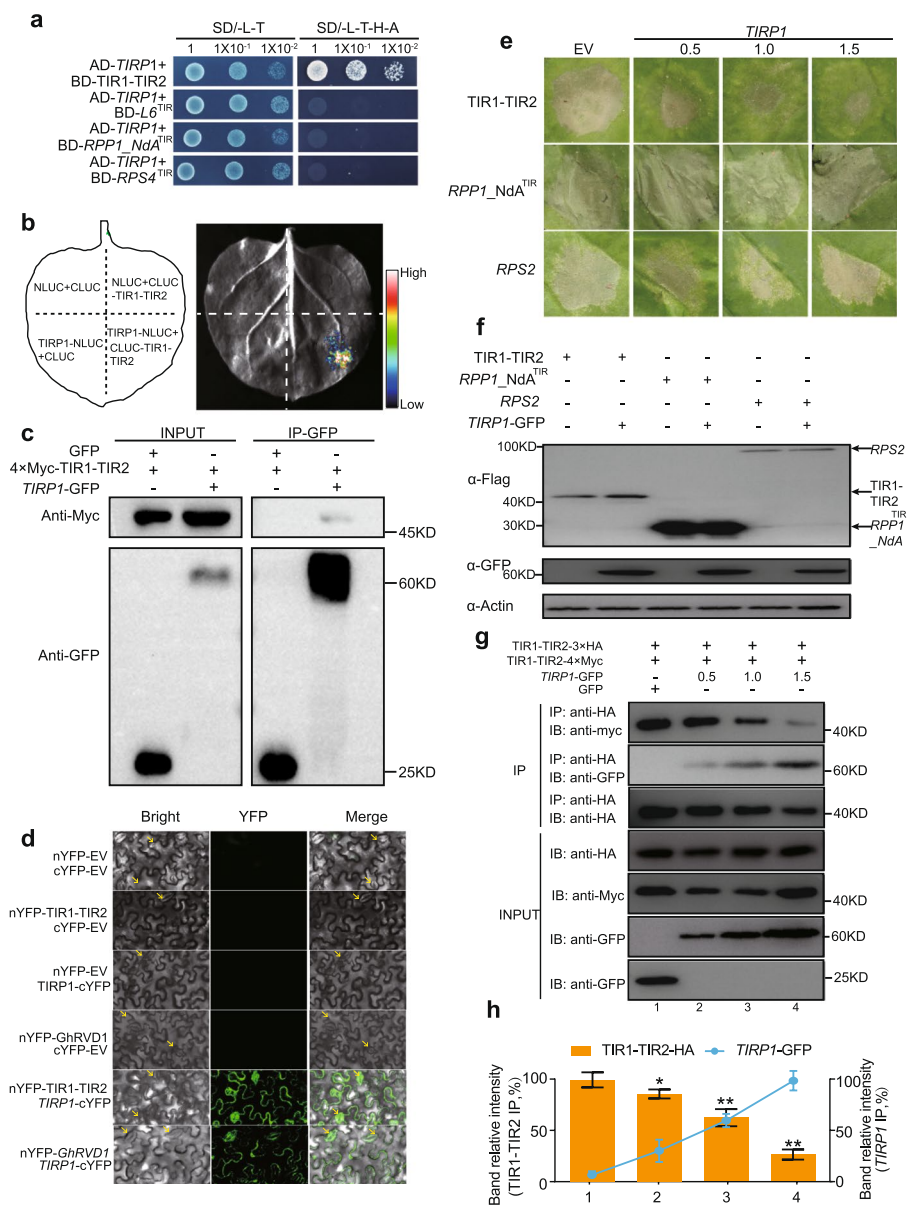 a
SD/-L-T
SD/-L-T-H-A
1 1X10-1 1X10-2 1 1X10-1 1X10-2
AD-TIRP1+
BD-TIR1-TIR2
AD-TIRP1+
BD-L6TIR
AD-TIRP1+
BD-RPP1_NdATIR
AD-TIRP1+
BD-RPS4TIR
b
NLUC+CLUC
NLUC+CLUC
-TIR1-TIR2
TIRP1-NLUC
+CLUC
TIRP1-NLUC+
CLUC-TIR1-
TIR2
High
Low
c
INPUT IP-GFP
GFP + - + -
4×Myc-TIR1-TIR2 + + + +
TIRP1-GFP - + - +
Anti-Myc
45KD
Anti-GFP
60KD
25KD
d
Bright YFP Merge
nYFP-EV
cYFP-EV
nYFP-TIR1-TIR2
cYFP-EV
nYFP-EV
TIRP1-cYFP
nYFP-GhRVD1
cYFP-EV
nYFP-TIR1-TIR2
TIRP1-cYFP
nYFP-GhRVD1
TIRP1-cYFP
e
TIRP1
EV 0.5 1.0 1.5
TIR1-TIR2
RPP1_NdATIR
RPS2
f
TIR1-TIR2 + + - - - -
RPP1_NdATIR - - + + - -
RPS2 - - - - + +
TIRP1-GFP - + - + - +
100KD
RPS2
α-Flag
TIR1-
TIR2
40KD
30KD
TIR
RPP1
_NdA
α-GFP
60KD
α-Actin
g
TIR1-TIR2-3×HA + + + +
TIR1-TIR2-4×Myc + + + +
TIRP1-GFP - 0.5 1.0 1.5
GFP + - - -
IP
IP: anti-HA
IB: anti-myc
40KD
IP: anti-HA
IB: anti-GFP
60KD
IP: anti-HA
IB: anti-HA
40KD
INPUT
IB: anti-HA
IB: anti-Myc
40KD
IB: anti-GFP
60KD
IB: anti-GFP
25KD
1 2 3 4
h
TIR1-TIR2-HA TIRP1-GFP
Band relative intensity
(TIR1-TIR2 IP,%)
100
50
0
* ** **
100
50
0
Band relative intensity
(TIRP1 IP,%)
1 2 3 4